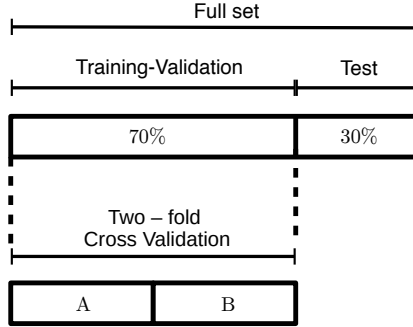 Full set
Training-Validation Test
70% 30%
Two – fold
Cross Validation
A B